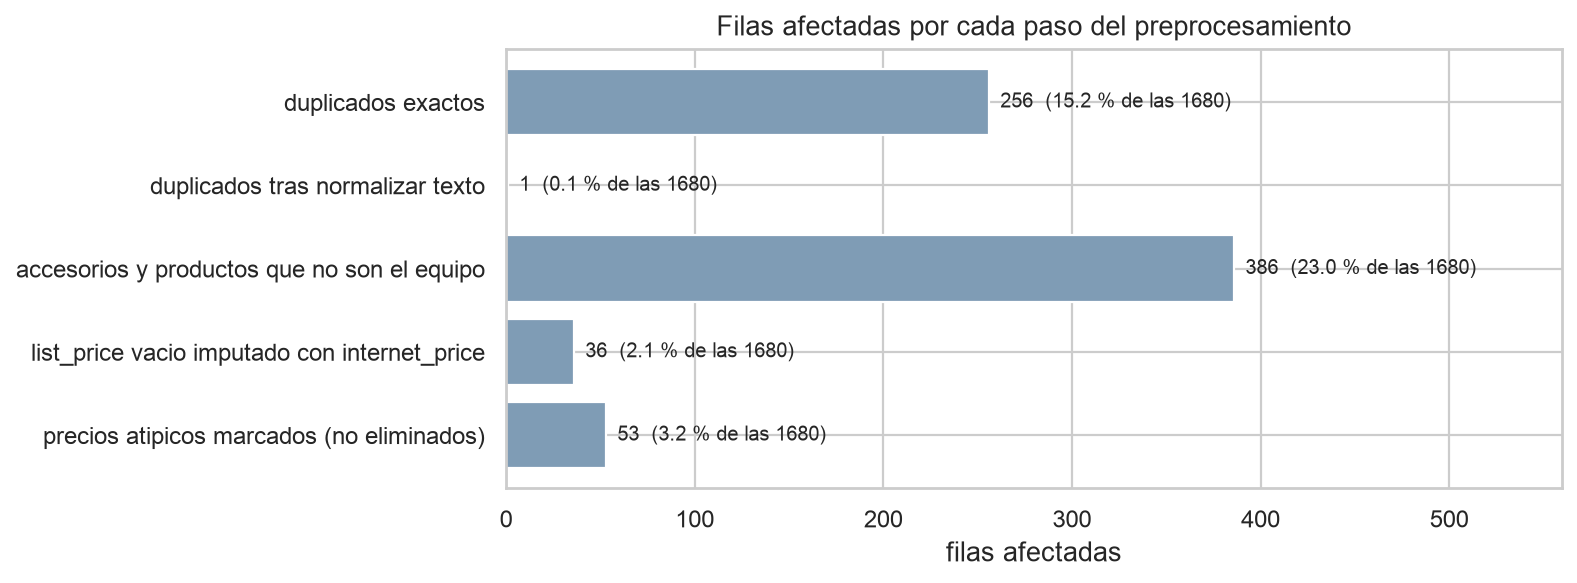 Filas afectadas por cada paso del preprocesamiento
duplicados exactos
256 (15.2 % de las 1680)
duplicados tras normalizar texto
1 (0.1 % de las 1680)
accesorios y productos que no son el equipo
386 (23.0 % de las 1680)
list_price vacio imputado con internet_price
36 (2.1 % de las 1680)
precios atipicos marcados (no eliminados)
53 (3.2 % de las 1680)
0 100 200 300 400 500
filas afectadas